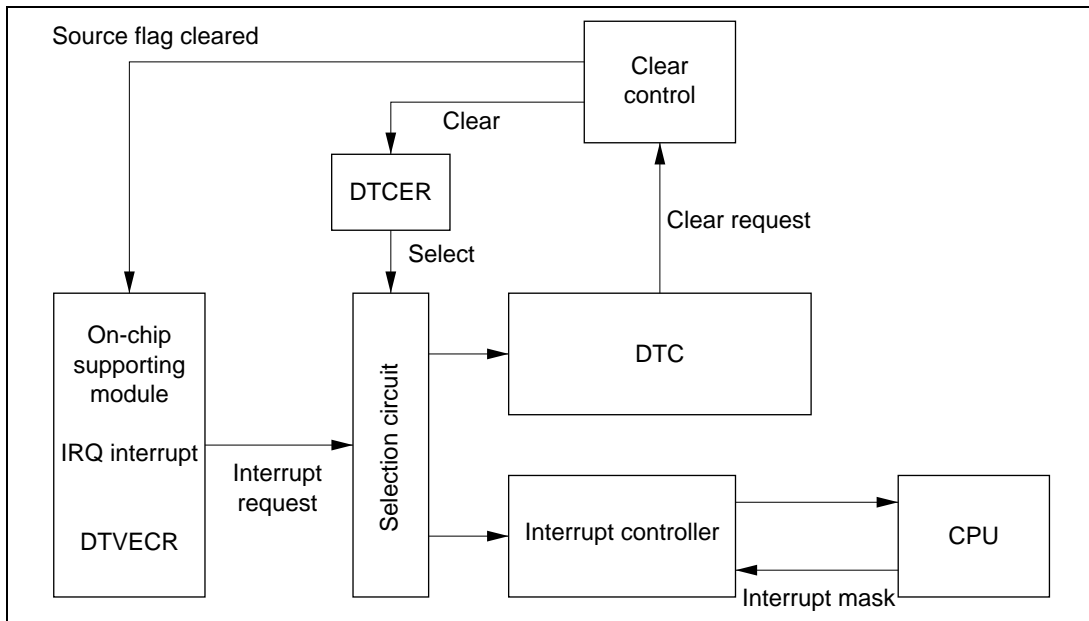 Source flag cleared
Clear
control
Clear
DTCER
Clear request
Select
On-chip
supporting
module
IRQ interrupt
DTVECR
Interrupt
request
Selection circuit
DTC
Interrupt controller
CPU
Interrupt mask